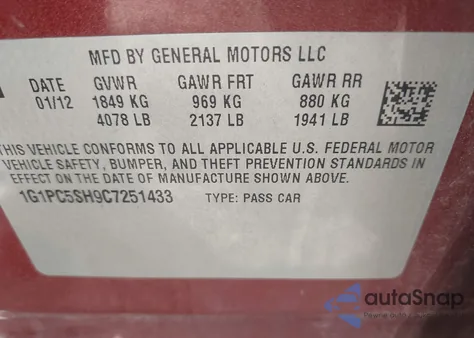 MFD BY GENERAL MOTORS LLC
DATE GVWR GAWR FRT GAWR RR
01/12 1849 KG 969 KG 880 KG
4078 LB 2137 LB 1941 LB
THIS VEHICLE CONFORMS TO ALL APPLICABLE U.S. FEDERAL MOTOR
VEHICLE SAFETY, BUMPER, AND THEFT PREVENTION STANDARDS IN
EFFECT ON THE DATE OF MANUFACTURE SHOWN ABOVE.
1G1PC5SH9C7251433 TYPE: PASS CAR
autoSnap